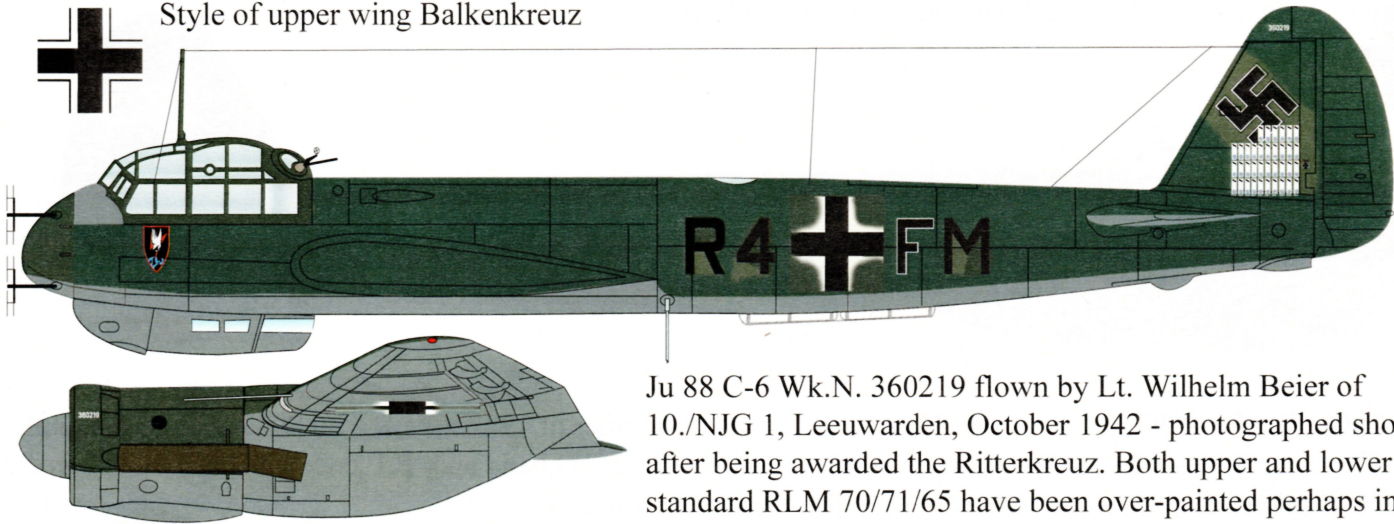 Style of upper wing Balkenkreuz
360219
R4 FM
360219
Ju 88 C-6 Wk.N. 360219 flown by Lt. Wilhelm Beier of
10./NJG 1, Leeuwarden, October 1942 - photographed sho
after being awarded the Ritterkreuz. Both upper and lower
standard RLM 70/71/65 have been over-painted perhaps in